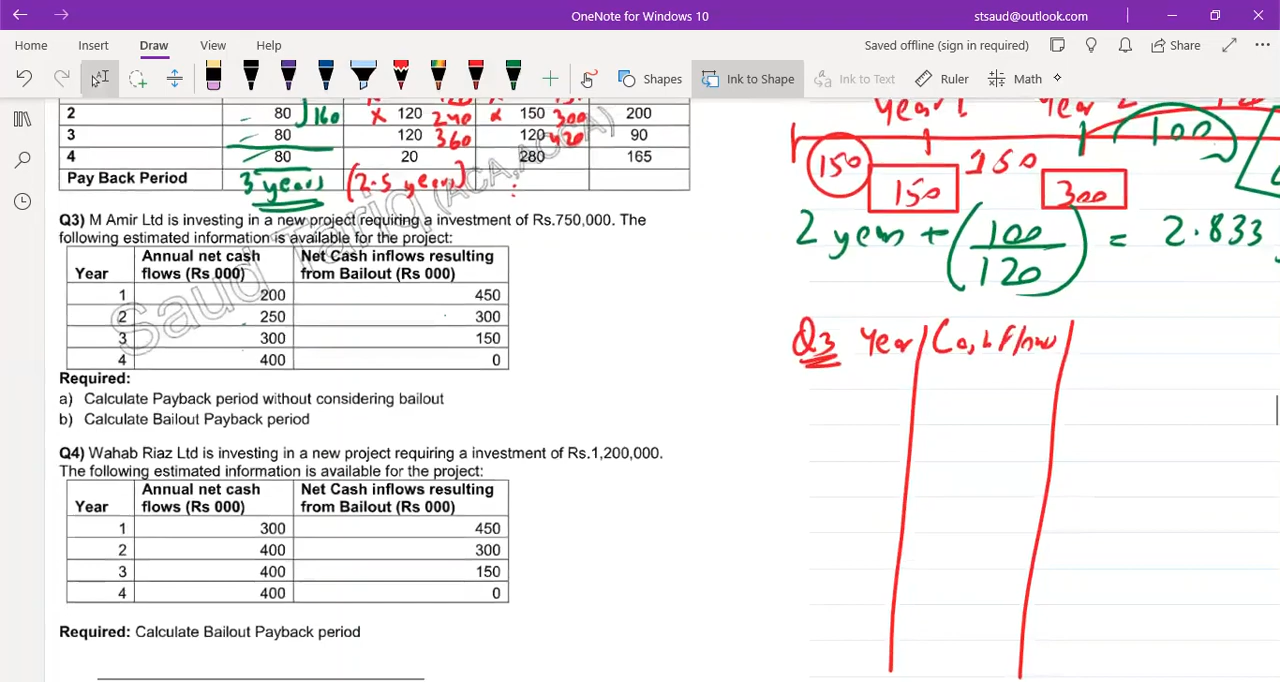 OneNote for Windows 10
stsaud@outlook.com
Home Insert Draw View Help
Saved offline (sign in required)
Share
Shapes
Ink to Shape
Ink to Text
Ruler
Math
2 80 160 x 120 240 x 150 300 200
3 80 120 360 120 420 90
4 80 20 280 165
Pay Back Period 3 years (2.5 years)
Saud Tariq (ACA, ACCA)
Q3) M Amir Ltd is investing in a new project requiring a investment of Rs.750,000. The
following estimated information is available for the project:
Year Annual net cash flows (Rs 000) Net Cash inflows resulting from Bailout (Rs 000)
1 200 450
2 250 300
3 300 150
4 400 0
Required:
a) Calculate Payback period without considering bailout
b) Calculate Bailout Payback period
Q4) Wahab Riaz Ltd is investing in a new project requiring a investment of Rs.1,200,000.
The following estimated information is available for the project:
Year Annual net cash flows (Rs 000) Net Cash inflows resulting from Bailout (Rs 000)
1 300 450
2 400 300
3 400 150
4 400 0
Required: Calculate Bailout Payback period
100
150 150
150 300
2 years + (100/120) = 2.833
Q3 Year Cash flow